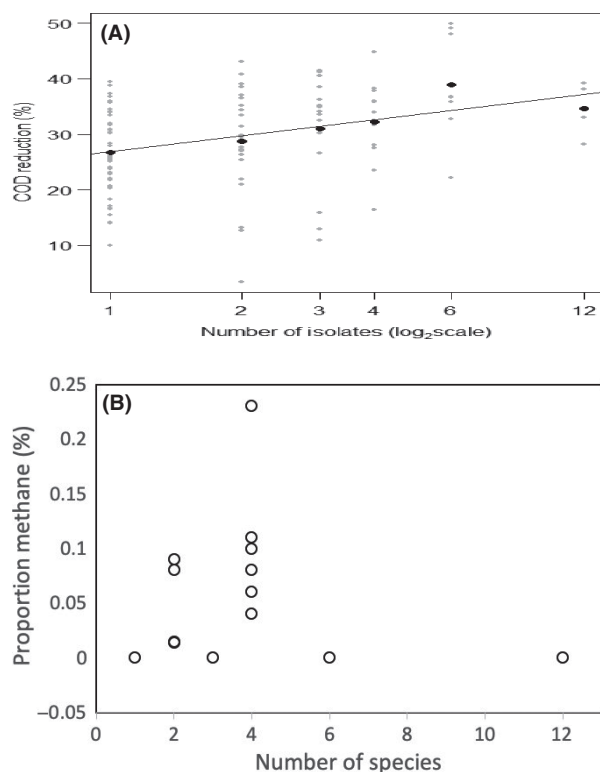 (A)
COD reduction (%)
50
40
30
20
10
1 2 3 4 6 12
Number of isolates (log₂scale)
(B)
Proportion methane (%)
0.25
0.2
0.15
0.1
0.05
0
–0.05
0 2 4 6 8 10 12
Number of species